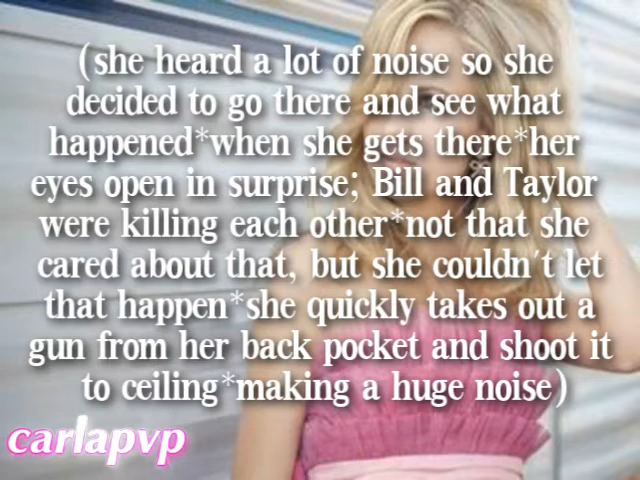 (she heard a lot of noise so she
decided to go there and see what
happened*when she gets there*her
eyes open in surprise; Bill and Taylor
were killing each other*not that she
cared about that, but she couldn't let
that happen*she quickly takes out a
gun from her back pocket and shoot it
to ceiling*making a huge noise)
carlapvp